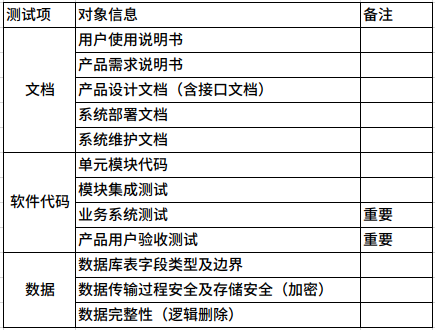 测试项 对象信息 备注
文档 用户使用说明书
产品需求说明书
产品设计文档（含接口文档）
系统部署文档
系统维护文档
软件代码 单元模块代码
模块集成测试
业务系统测试 重要
产品用户验收测试 重要
数据 数据库表字段类型及边界
数据传输过程安全及存储安全（加密）
数据完整性（逻辑删除）